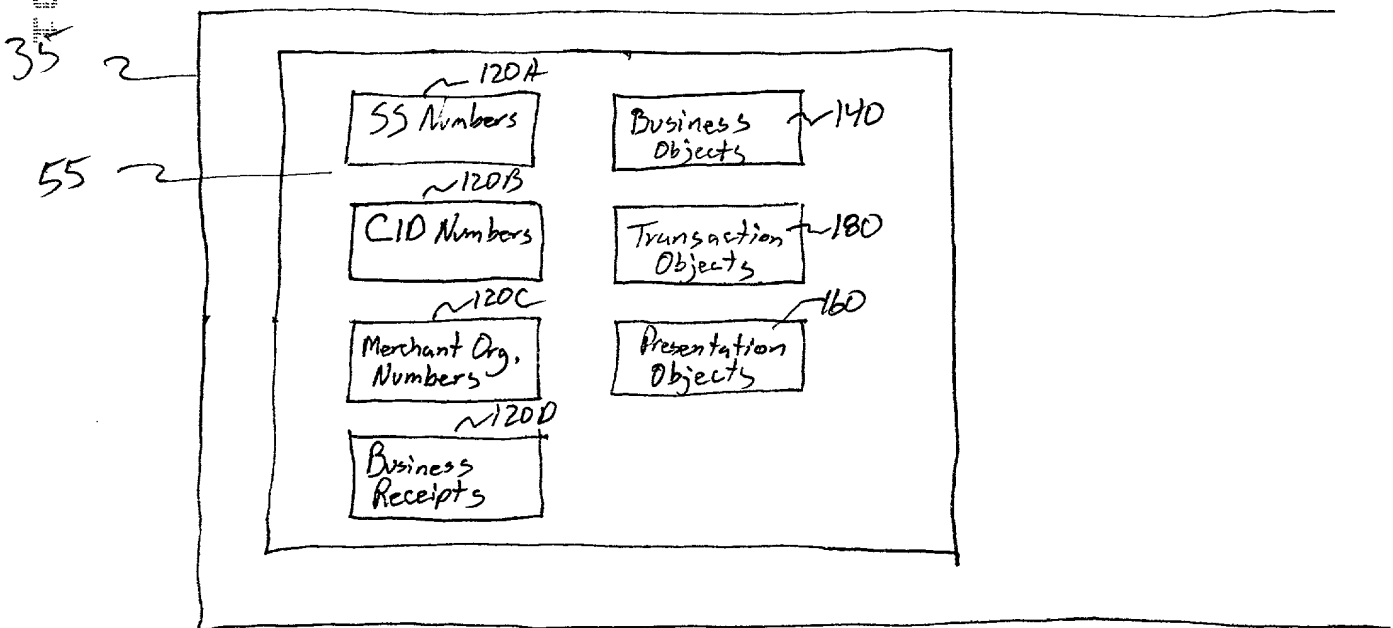 35
120A
SS Numbers
Business
Objects
140
55
120B
CID Numbers
Transaction
Objects
180
120C
Merchant Org.
Numbers
160
Presentation
Objects
120D
Business
Receipts